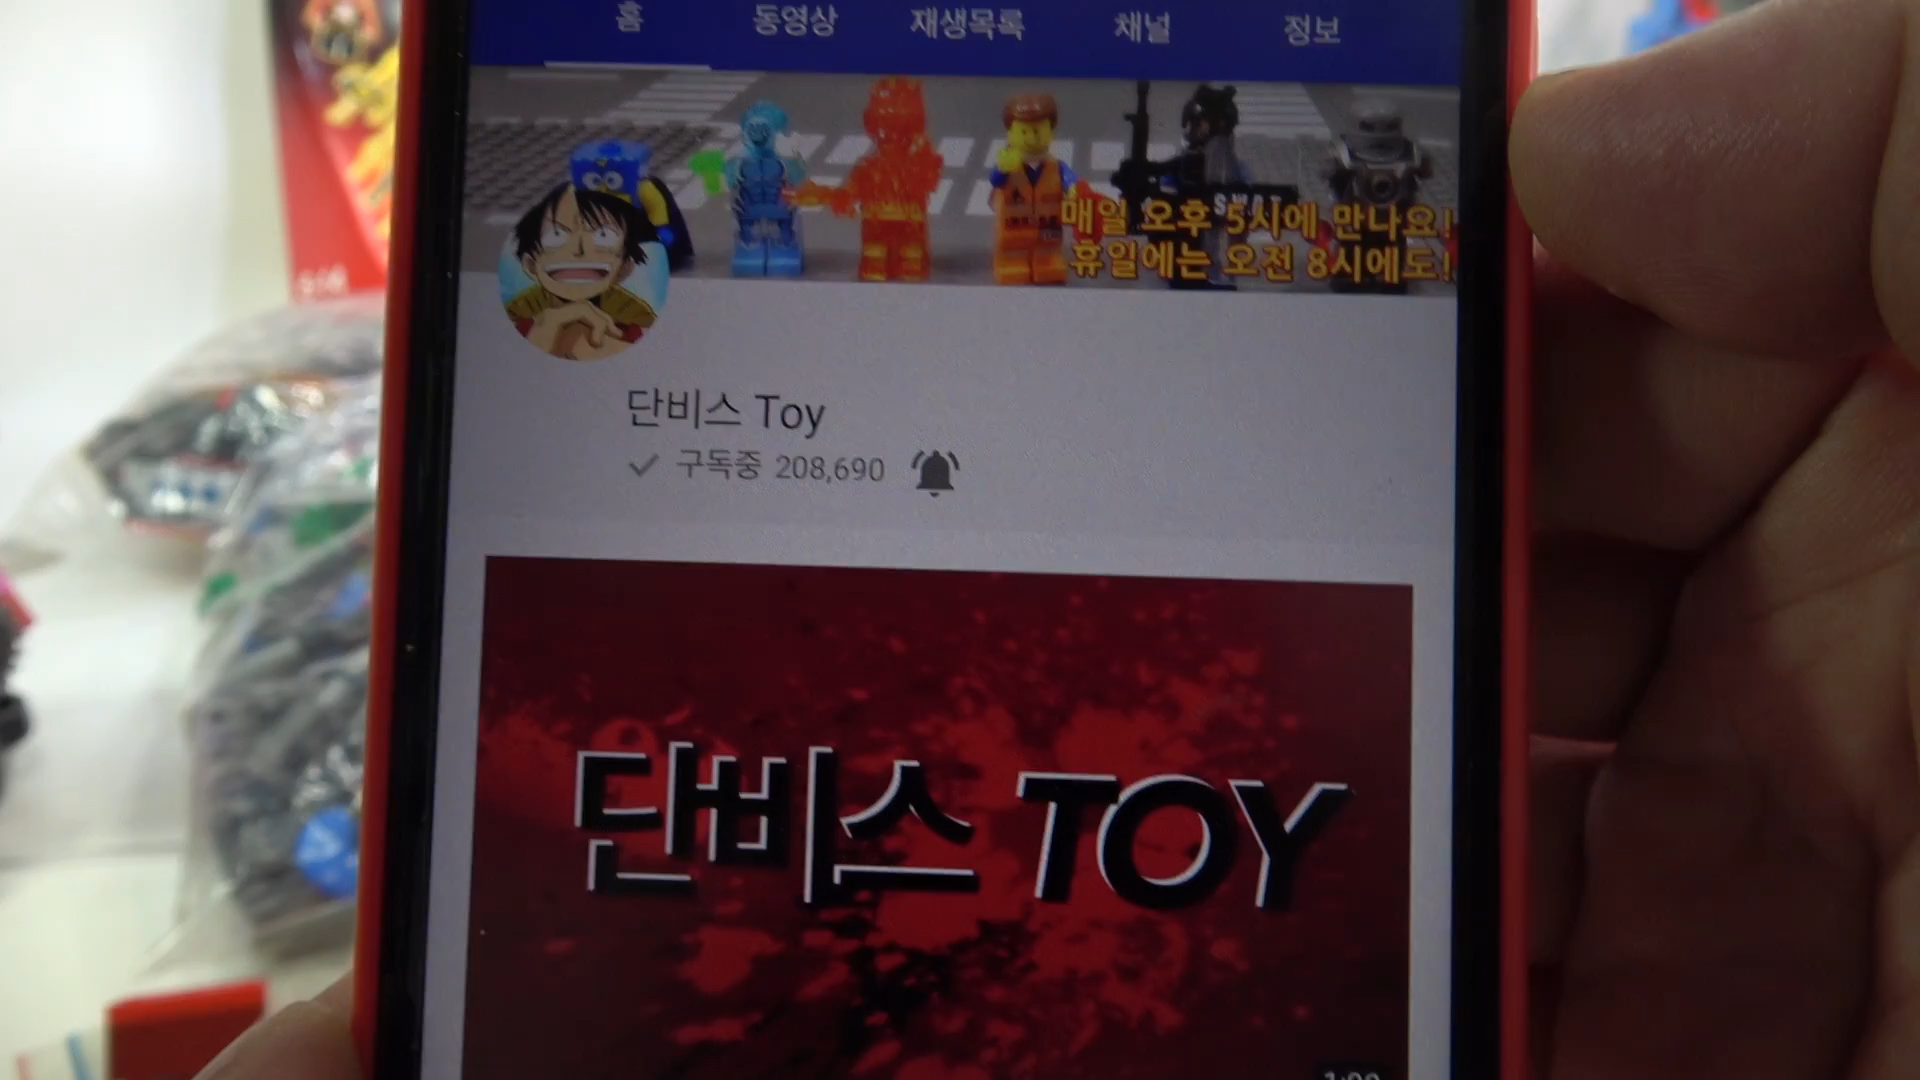 홈 동영상 재생목록 채널 정보
매일 오후 5시에 만나요!
휴일에는 오전 8시에도!
단비스 Toy
구독중 208,690
단비스 TOY